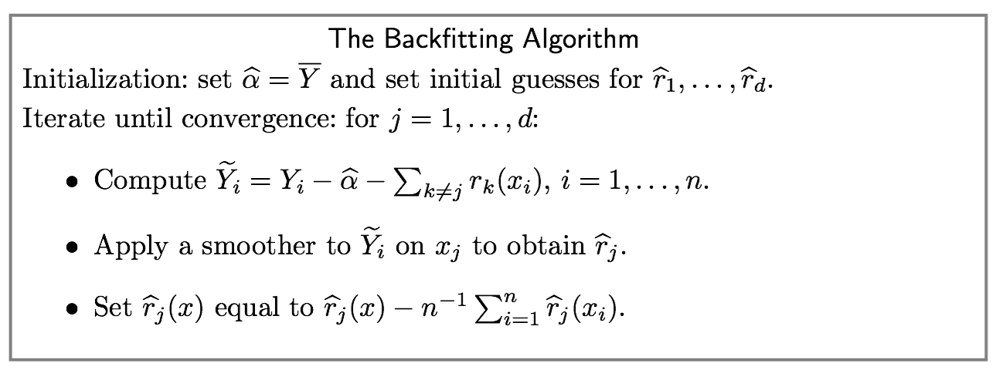 The Backfitting Algorithm
Initialization: set $\widehat{\alpha} = \overline{Y}$ and set initial guesses for $\widehat{r}_1, \ldots, \widehat{r}_d$.
Iterate until convergence: for $j = 1, \ldots, d$:
• Compute $\widetilde{Y}_i = Y_i - \widehat{\alpha} - \sum_{k \neq j} r_k(x_i)$, $i = 1, \ldots, n$.
• Apply a smoother to $\widetilde{Y}_i$ on $x_j$ to obtain $\widehat{r}_j$.
• Set $\widehat{r}_j(x)$ equal to $\widehat{r}_j(x) - n^{-1} \sum_{i=1}^{n} \widehat{r}_j(x_i)$.